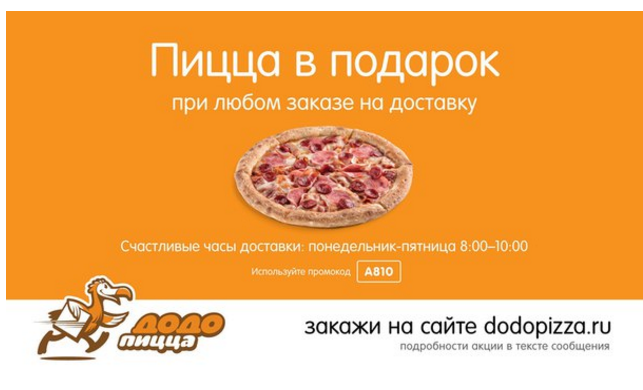 Пицца в подарок
при любом заказе на доставку
Счастливые часы доставки: понедельник-пятница 8:00–10:00
Используйте промокод A810
додо
пицца
закажи на сайте dodopizza.ru
подробности акции в тексте сообщения